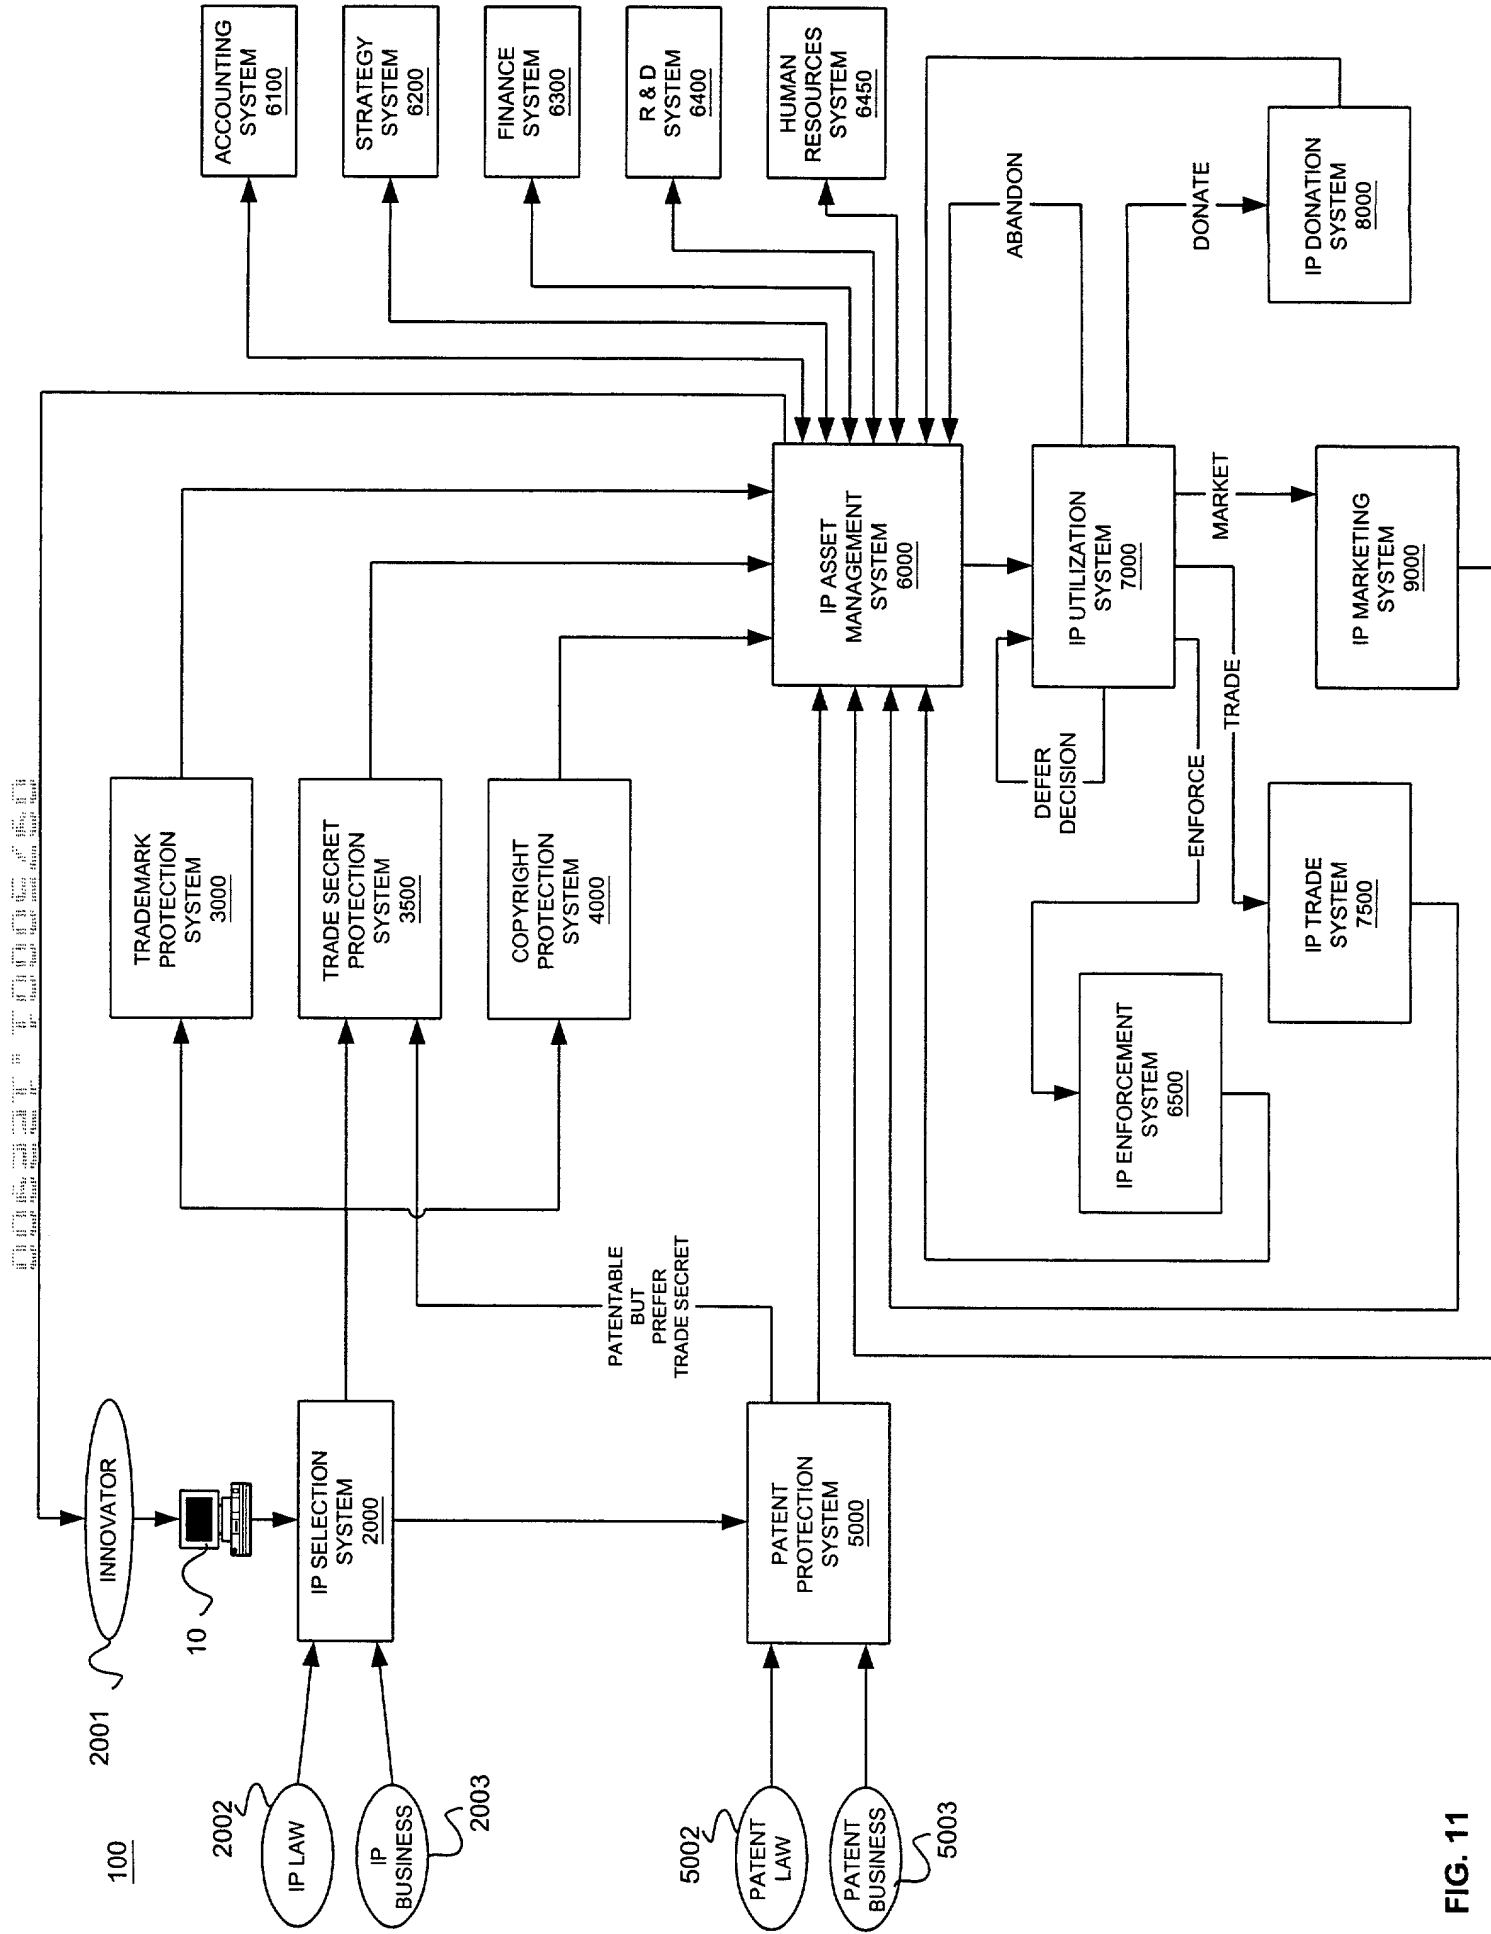 100
2001
INNOVATOR
10
2002
IP LAW
IP
BUSINESS
2003
IP SELECTION
SYSTEM
2000
5002
PATENT
LAW
PATENT
BUSINESS
5003
PATENT
PROTECTION
SYSTEM
5000
PATENTABLE
BUT
PREFER
TRADE SECRET
TRADEMARK
PROTECTION
SYSTEM
3000
TRADE SECRET
PROTECTION
SYSTEM
3500
COPYRIGHT
PROTECTION
SYSTEM
4000
IP ASSET
MANAGEMENT
SYSTEM
6000
ACCOUNTING
SYSTEM
6100
STRATEGY
SYSTEM
6200
FINANCE
SYSTEM
6300
R & D
SYSTEM
6400
HUMAN
RESOURCES
SYSTEM
6450
IP UTILIZATION
SYSTEM
7000
DEFER
DECISION
ENFORCE
TRADE
MARKET
ABANDON
DONATE
IP ENFORCEMENT
SYSTEM
6500
IP TRADE
SYSTEM
7500
IP MARKETING
SYSTEM
9000
IP DONATION
SYSTEM
8000
FIG. 11